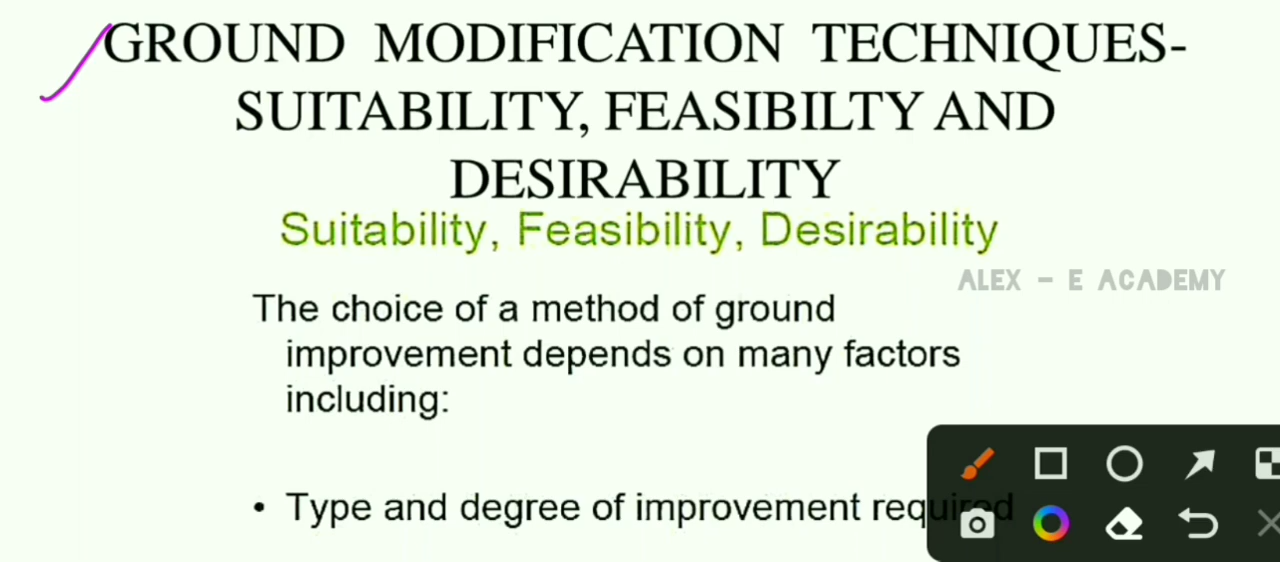 GROUND MODIFICATION TECHNIQUES-
SUITABILITY, FEASIBILTY AND
DESIRABILITY
Suitability, Feasibility, Desirability
ALEX - E ACADEMY
The choice of a method of ground
improvement depends on many factors
including:
• Type and degree of improvement required